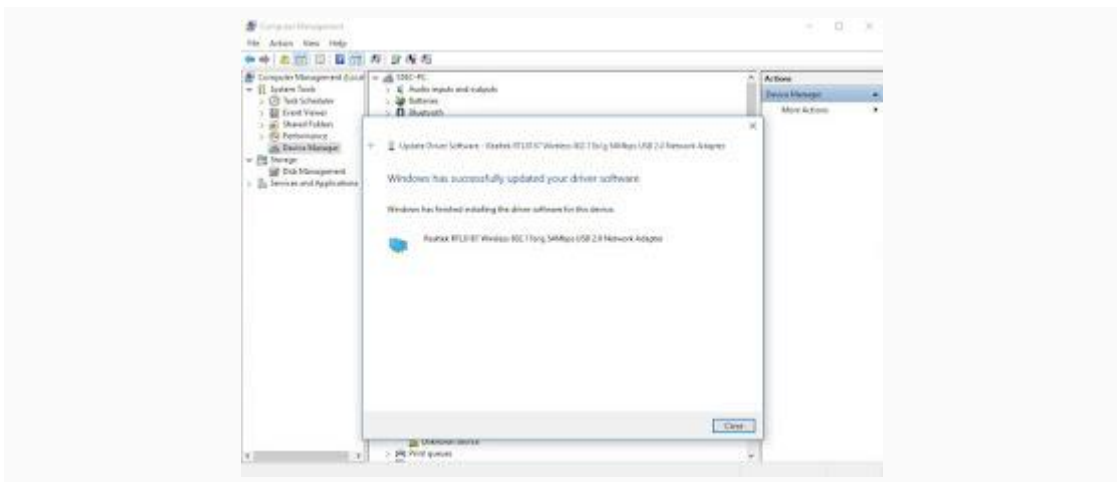 Computer Management
File Action View Help
Computer Management (Local
System Tools
Task Scheduler
Event Viewer
Shared Folders
Performance
Device Manager
Storage
Disk Management
Services and Applications
Audio inputs and outputs
Batteries
Bluetooth
Actions
Device Manager
More Actions
Update Driver Software - Realtek RTL8187 Wireless 802.11b/g 54Mbps USB 2.0 Network Adapter
Windows has successfully updated your driver software
Windows has finished installing the driver software for this device:
Realtek RTL8187 Wireless 802.11b/g 54Mbps USB 2.0 Network Adapter
Close
Unknown device
Print queues